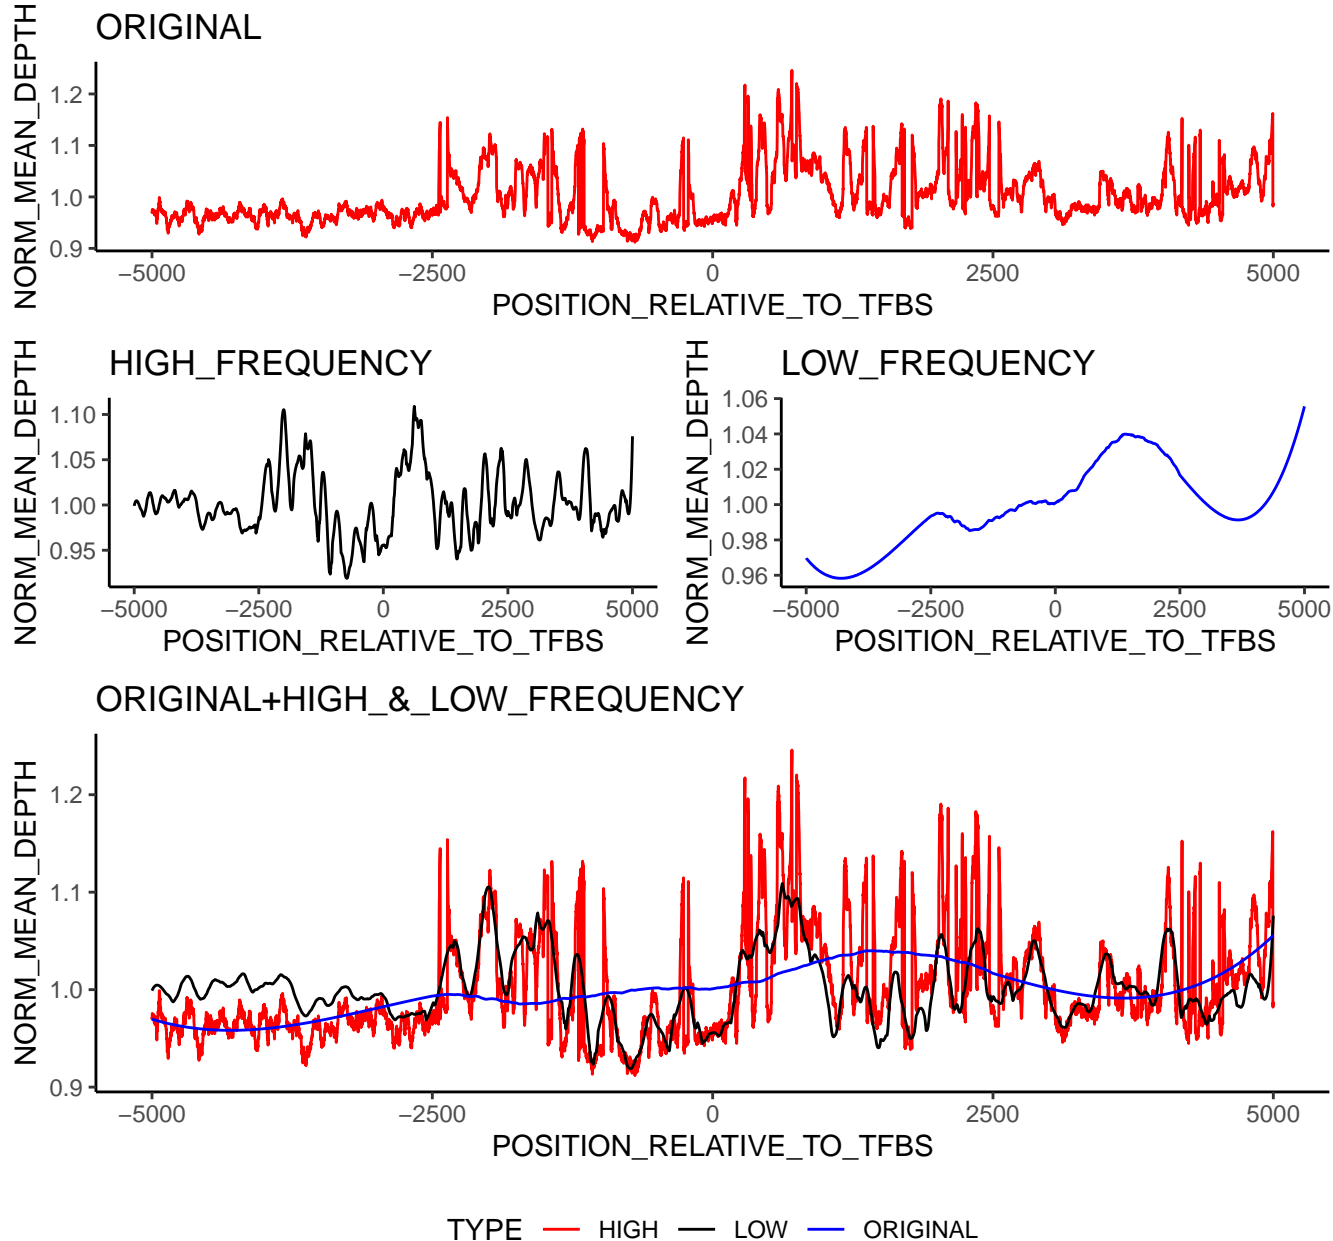 ORIGINAL
NORM_MEAN_DEPTH
1.2
1.1
1.0
0.9
−5000 −2500 0 2500 5000
POSITION_RELATIVE_TO_TFBS
HIGH_FREQUENCY
NORM_MEAN_DEPTH
1.10
1.05
1.00
0.95
−5000 −2500 0 2500 5000
POSITION_RELATIVE_TO_TFBS
LOW_FREQUENCY
NORM_MEAN_DEPTH
1.06
1.04
1.02
1.00
0.98
0.96
−5000 −2500 0 2500 5000
POSITION_RELATIVE_TO_TFBS
ORIGINAL+HIGH_&_LOW_FREQUENCY
NORM_MEAN_DEPTH
1.2
1.1
1.0
0.9
−5000 −2500 0 2500 5000
POSITION_RELATIVE_TO_TFBS
TYPE HIGH LOW ORIGINAL